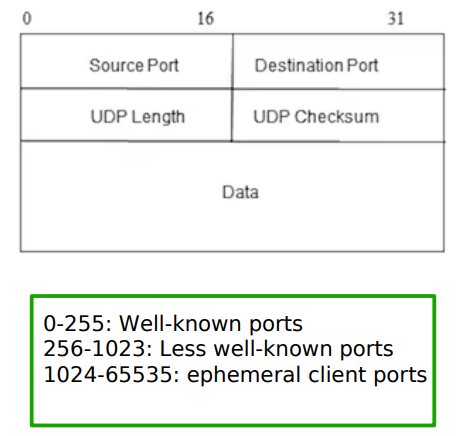 0 16 31
Source Port Destination Port
UDP Length UDP Checksum
Data
0-255: Well-known ports
256-1023: Less well-known ports
1024-65535: ephemeral client ports